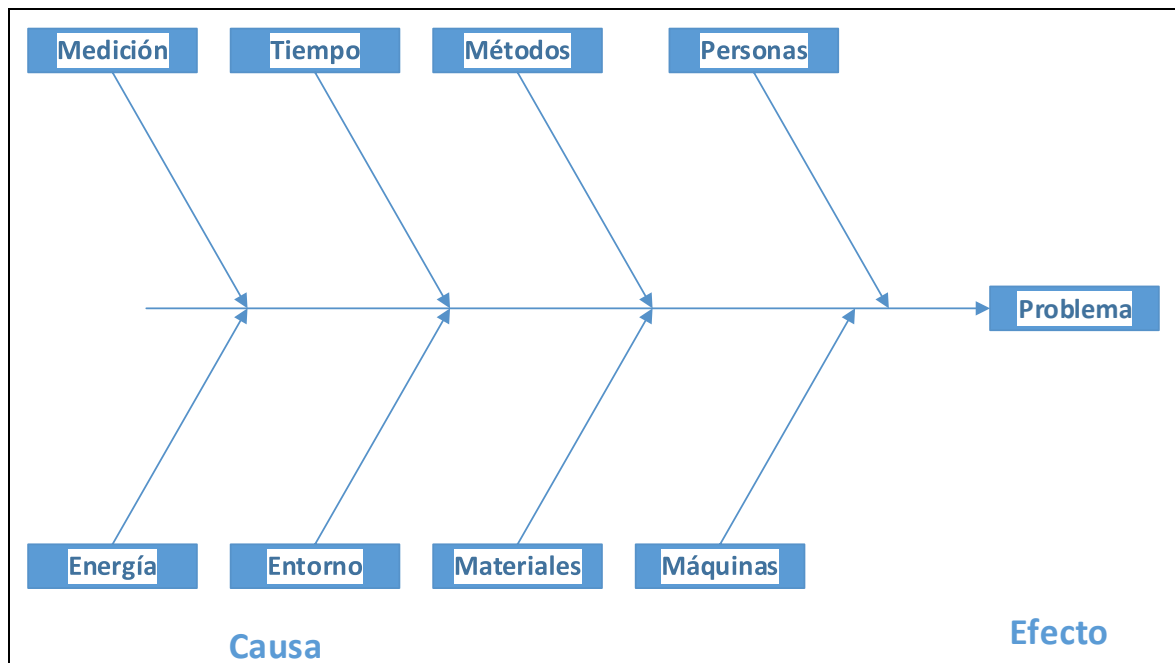 Medición
Tiempo
Métodos
Personas
Problema
Energía
Entorno
Materiales
Máquinas
Causa
Efecto